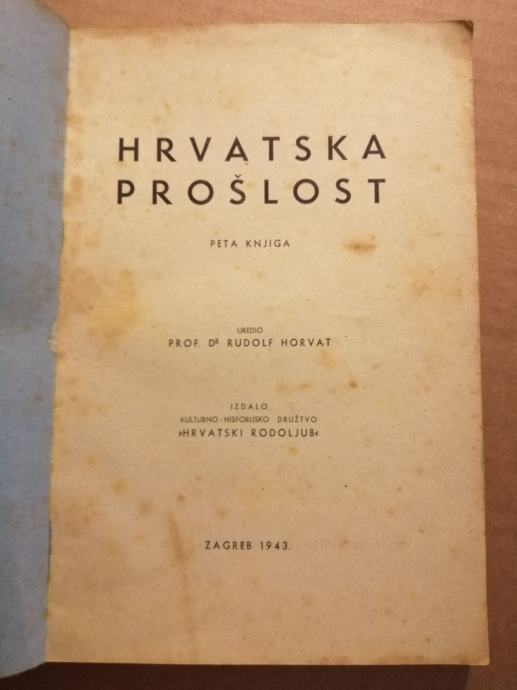 HRVATSKA
PROŠLOST
PETA KNJIGA
UREDIO
PROF. DR RUDOLF HORVAT
IZDALO
KULTURNO-HISTORIJSKO DRUŽTVO
»HRVATSKI RODOLJUB«
ZAGREB 1943.